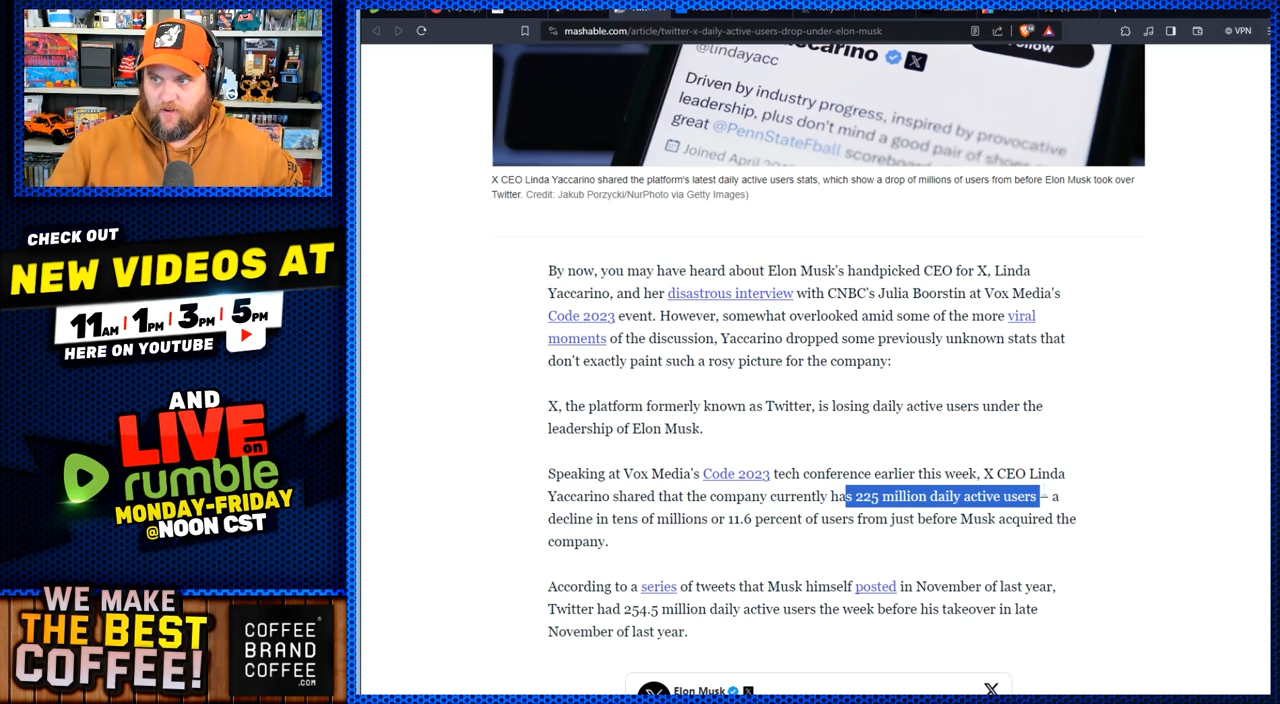 mashable.com/article/twitter-x-daily-active-users-drop-under-elon-musk
VPN
@lindayacc
Follow
Driven by industry progress, inspired by provocative
leadership, plus don't mind a good pair of
great @PennStateFball scoreboard
Joined April
X CEO Linda Yaccarino shared the platform's latest daily active users stats, which show a drop of millions of users from before Elon Musk took over
Twitter. Credit: Jakub Porzycki/NurPhoto via Getty Images)
By now, you may have heard about Elon Musk's handpicked CEO for X, Linda
Yaccarino, and her disastrous interview with CNBC's Julia Boorstin at Vox Media's
Code 2023 event. However, somewhat overlooked amid some of the more viral
moments of the discussion, Yaccarino dropped some previously unknown stats that
don't exactly paint such a rosy picture for the company:
X, the platform formerly known as Twitter, is losing daily active users under the
leadership of Elon Musk.
Speaking at Vox Media's Code 2023 tech conference earlier this week, X CEO Linda
Yaccarino shared that the company currently has 225 million daily active users – a
decline in tens of millions or 11.6 percent of users from just before Musk acquired the
company.
According to a series of tweets that Musk himself posted in November of last year,
Twitter had 254.5 million daily active users the week before his takeover in late
November of last year.
Elon Musk
CHECK OUT
NEW VIDEOS AT
11AM | 1PM | 3PM | 5PM
HERE ON YOUTUBE
AND
LIVE on
rumble
MONDAY-FRIDAY
@NOON CST
WE MAKE
THE BEST
COFFEE!
COFFEE
BRAND
COFFEE
.COM